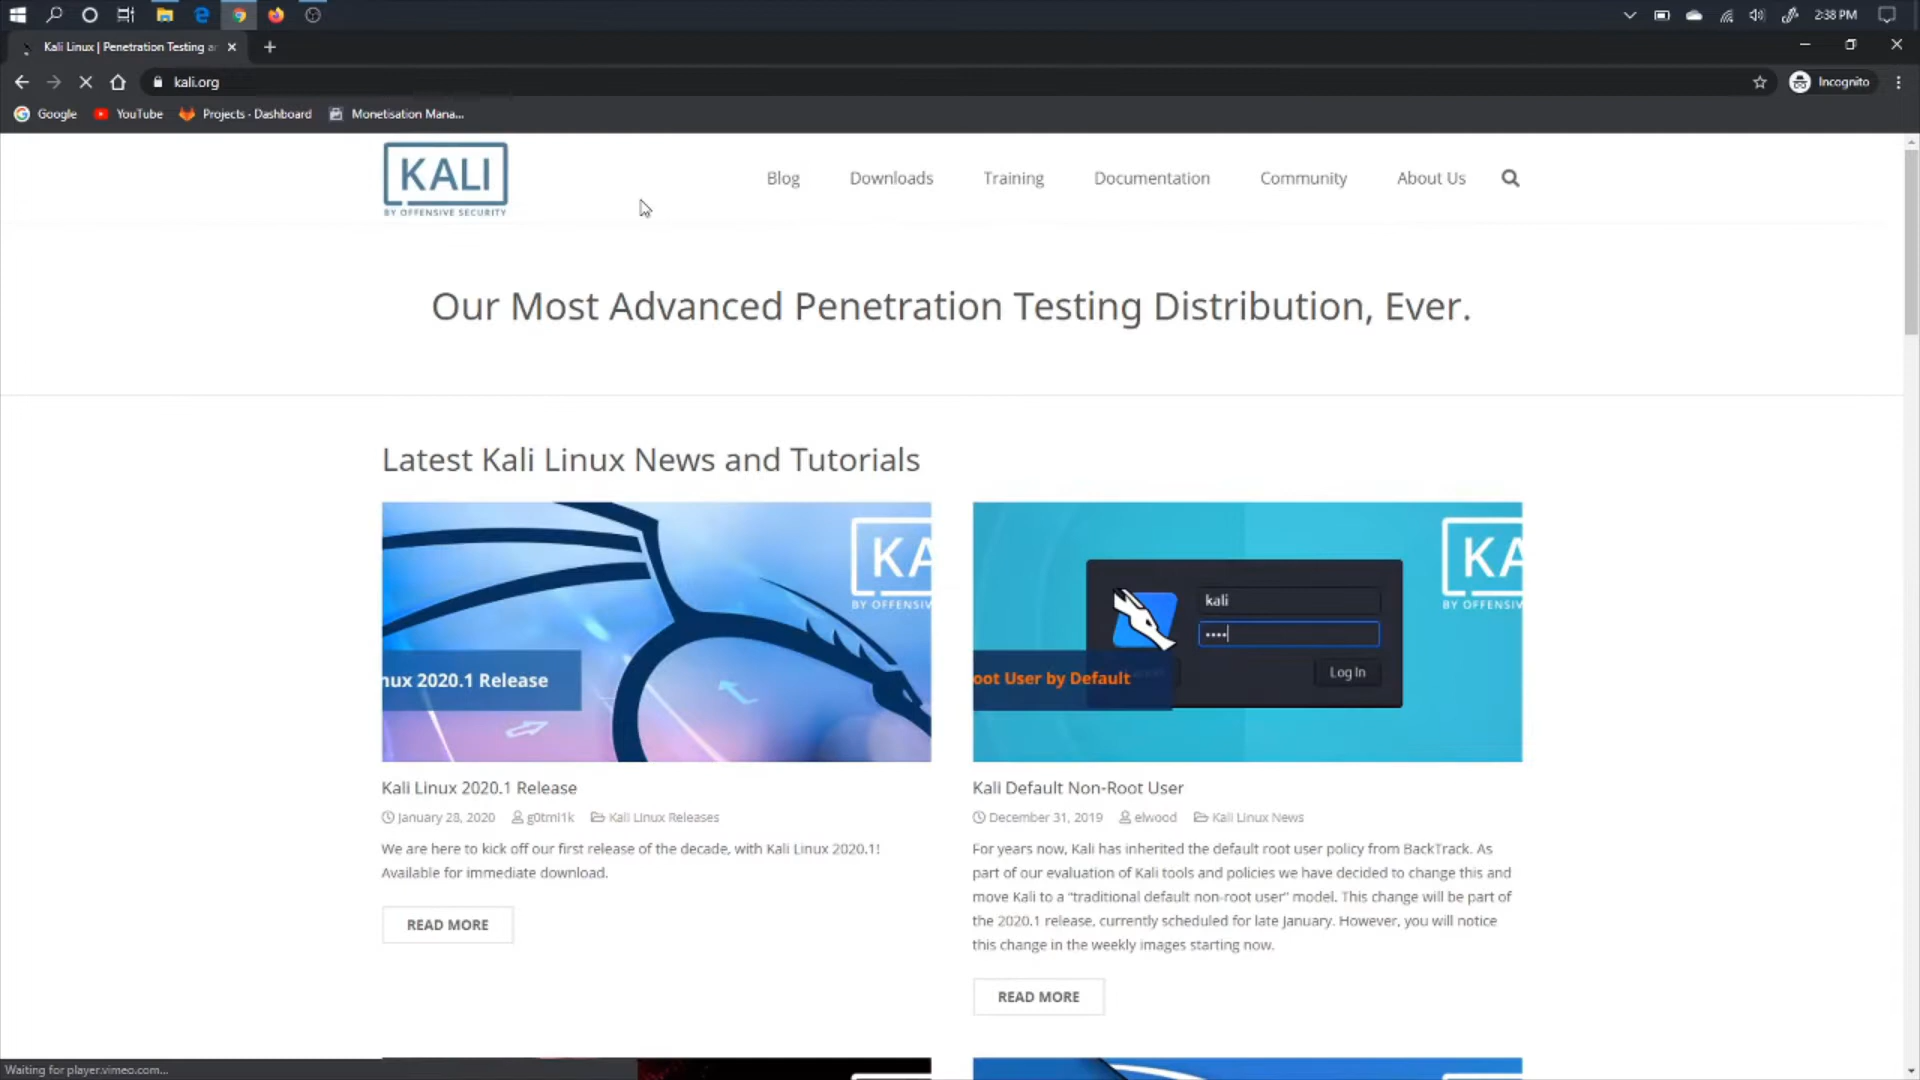 2:38 PM
Kali Linux | Penetration Testing ar
kali.org
Incognito
Google
YouTube
Projects · Dashboard
Monetisation Mana...
KALI
BY OFFENSIVE SECURITY
Blog
Downloads
Training
Documentation
Community
About Us
Our Most Advanced Penetration Testing Distribution, Ever.
Latest Kali Linux News and Tutorials
KA
BY OFFENSIV
nux 2020.1 Release
KA
BY OFFENSIV
kali
••••
Log In
oot User by Default
Kali Linux 2020.1 Release
January 28, 2020 g0tmi1k Kali Linux Releases
We are here to kick off our first release of the decade, with Kali Linux 2020.1!
Available for immediate download.
READ MORE
Kali Default Non-Root User
December 31, 2019 elwood Kali Linux News
For years now, Kali has inherited the default root user policy from BackTrack. As
part of our evaluation of Kali tools and policies we have decided to change this and
move Kali to a “traditional default non-root user” model. This change will be part of
the 2020.1 release, currently scheduled for late January. However, you will notice
this change in the weekly images starting now.
READ MORE
Waiting for player.vimeo.com...